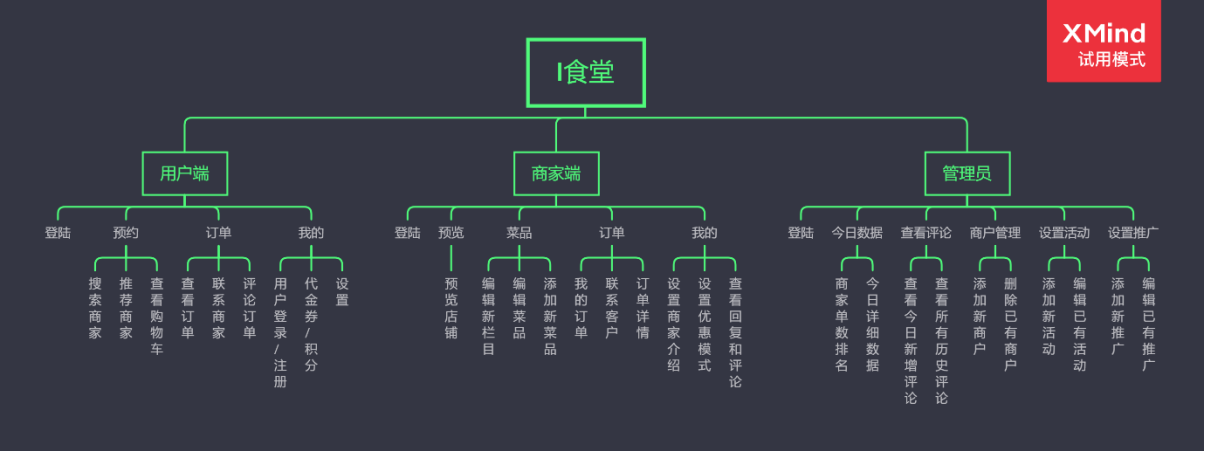 XMind
试用模式
I食堂
用户端
商家端
管理员
登陆
预约
订单
我的
登陆
预览
菜品
订单
我的
登陆
今日数据
查看评论
商户管理
设置活动
设置推广
搜索商家
推荐商家
查看购物车
查看订单
联系商家
评论订单
用户登录/注册
代金券/积分
设置
预览店铺
编辑新栏目
编辑菜品
添加新菜品
我的订单
联系客户
订单详情
设置商家介绍
设置优惠模式
查看回复和评论
商家单数排名
今日详细数据
查看今日新增评论
查看所有历史评论
添加新商户
删除已有商户
添加新活动
编辑已有活动
添加新推广
编辑已有推广